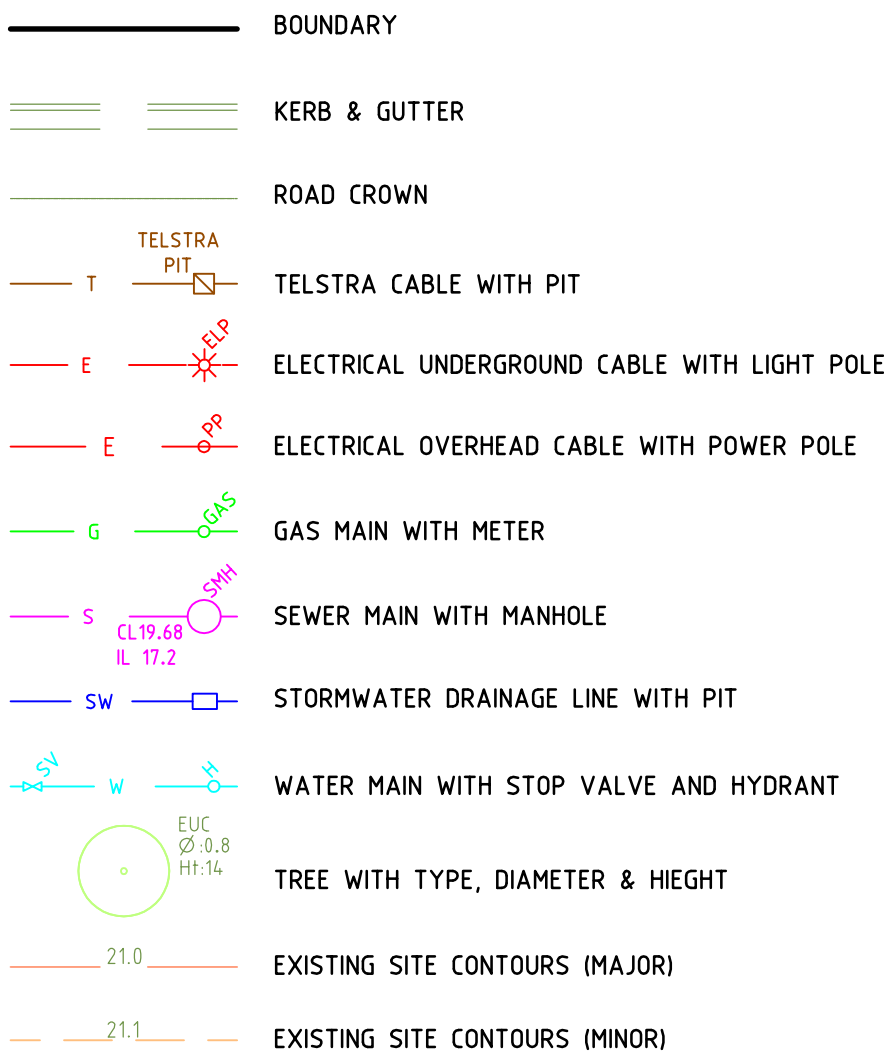 BOUNDARY
KERB & GUTTER
ROAD CROWN
TELSTRA
PIT
T
TELSTRA CABLE WITH PIT
ELP
E
ELECTRICAL UNDERGROUND CABLE WITH LIGHT POLE
PP
E
ELECTRICAL OVERHEAD CABLE WITH POWER POLE
GAS
G
GAS MAIN WITH METER
SMH
S
SEWER MAIN WITH MANHOLE
CL19.68
IL 17.2
SW
STORMWATER DRAINAGE LINE WITH PIT
SV
H
W
WATER MAIN WITH STOP VALVE AND HYDRANT
EUC
Ø:0.8
Ht:14
TREE WITH TYPE, DIAMETER & HIEGHT
21.0
EXISTING SITE CONTOURS (MAJOR)
21.1
EXISTING SITE CONTOURS (MINOR)